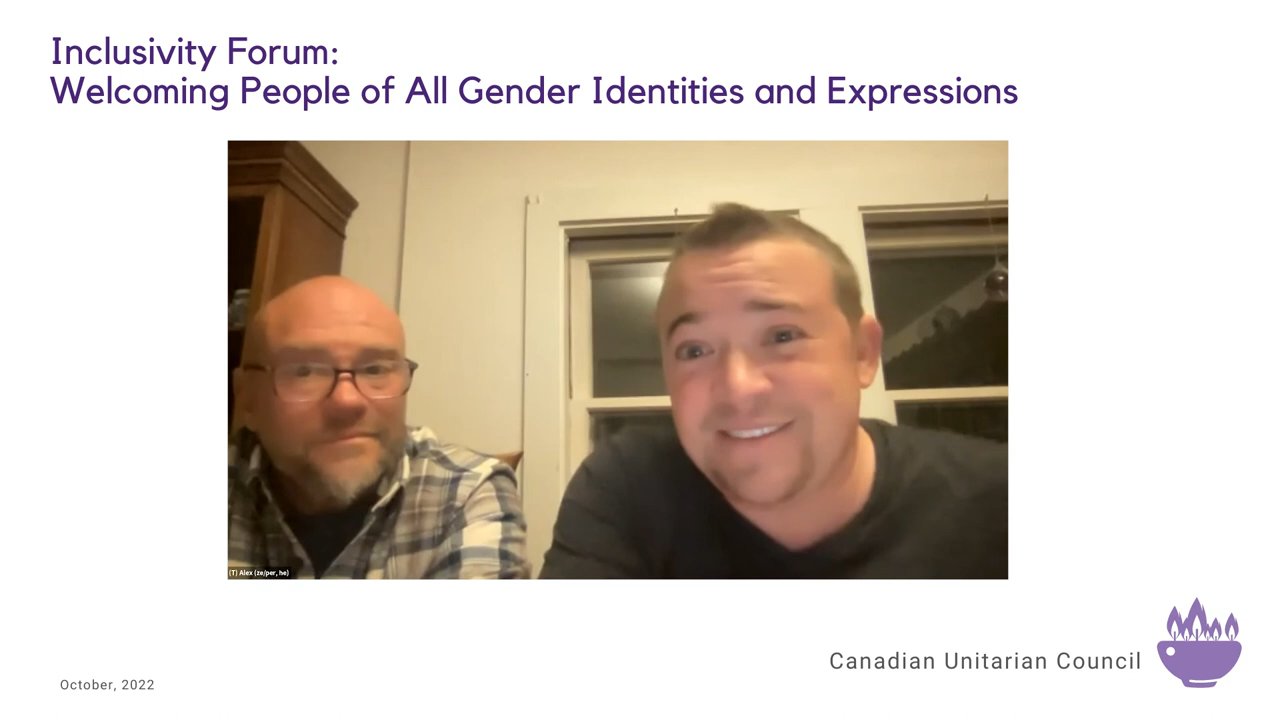 Inclusivity Forum:
Welcoming People of All Gender Identities and Expressions
(T) Alex (ze/per, he)
Canadian Unitarian Council
October, 2022